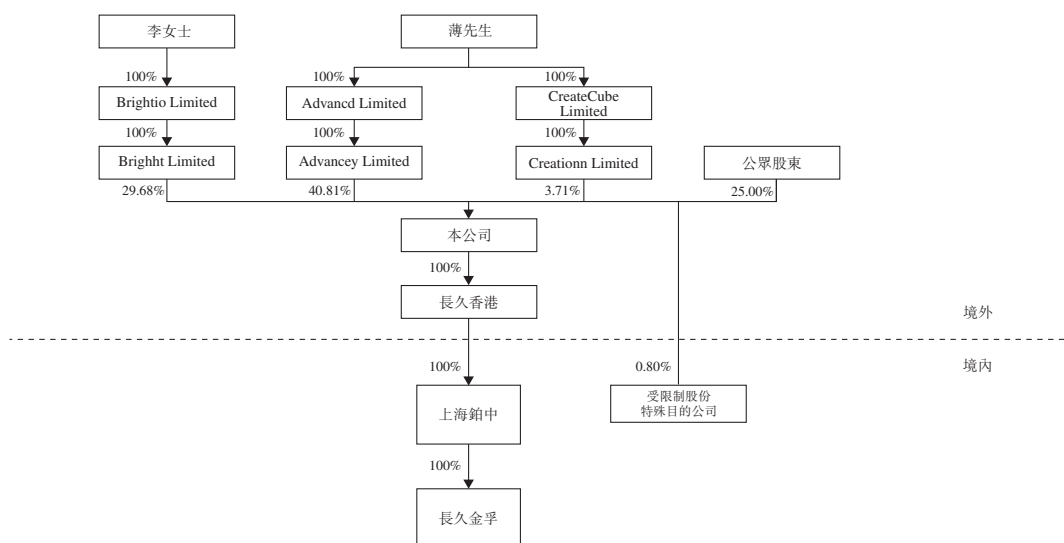 李女士
薄先生
100%
100%
100%
Brightio Limited
Advancd Limited
CreateCube
Limited
100%
100%
100%
Brighht Limited
Advancey Limited
Creationn Limited
公眾股東
29.68%
40.81%
3.71%
25.00%
本公司
100%
長久香港
境外
境內
100%
0.80%
上海鉑中
受限制股份
特殊目的公司
100%
長久金孚